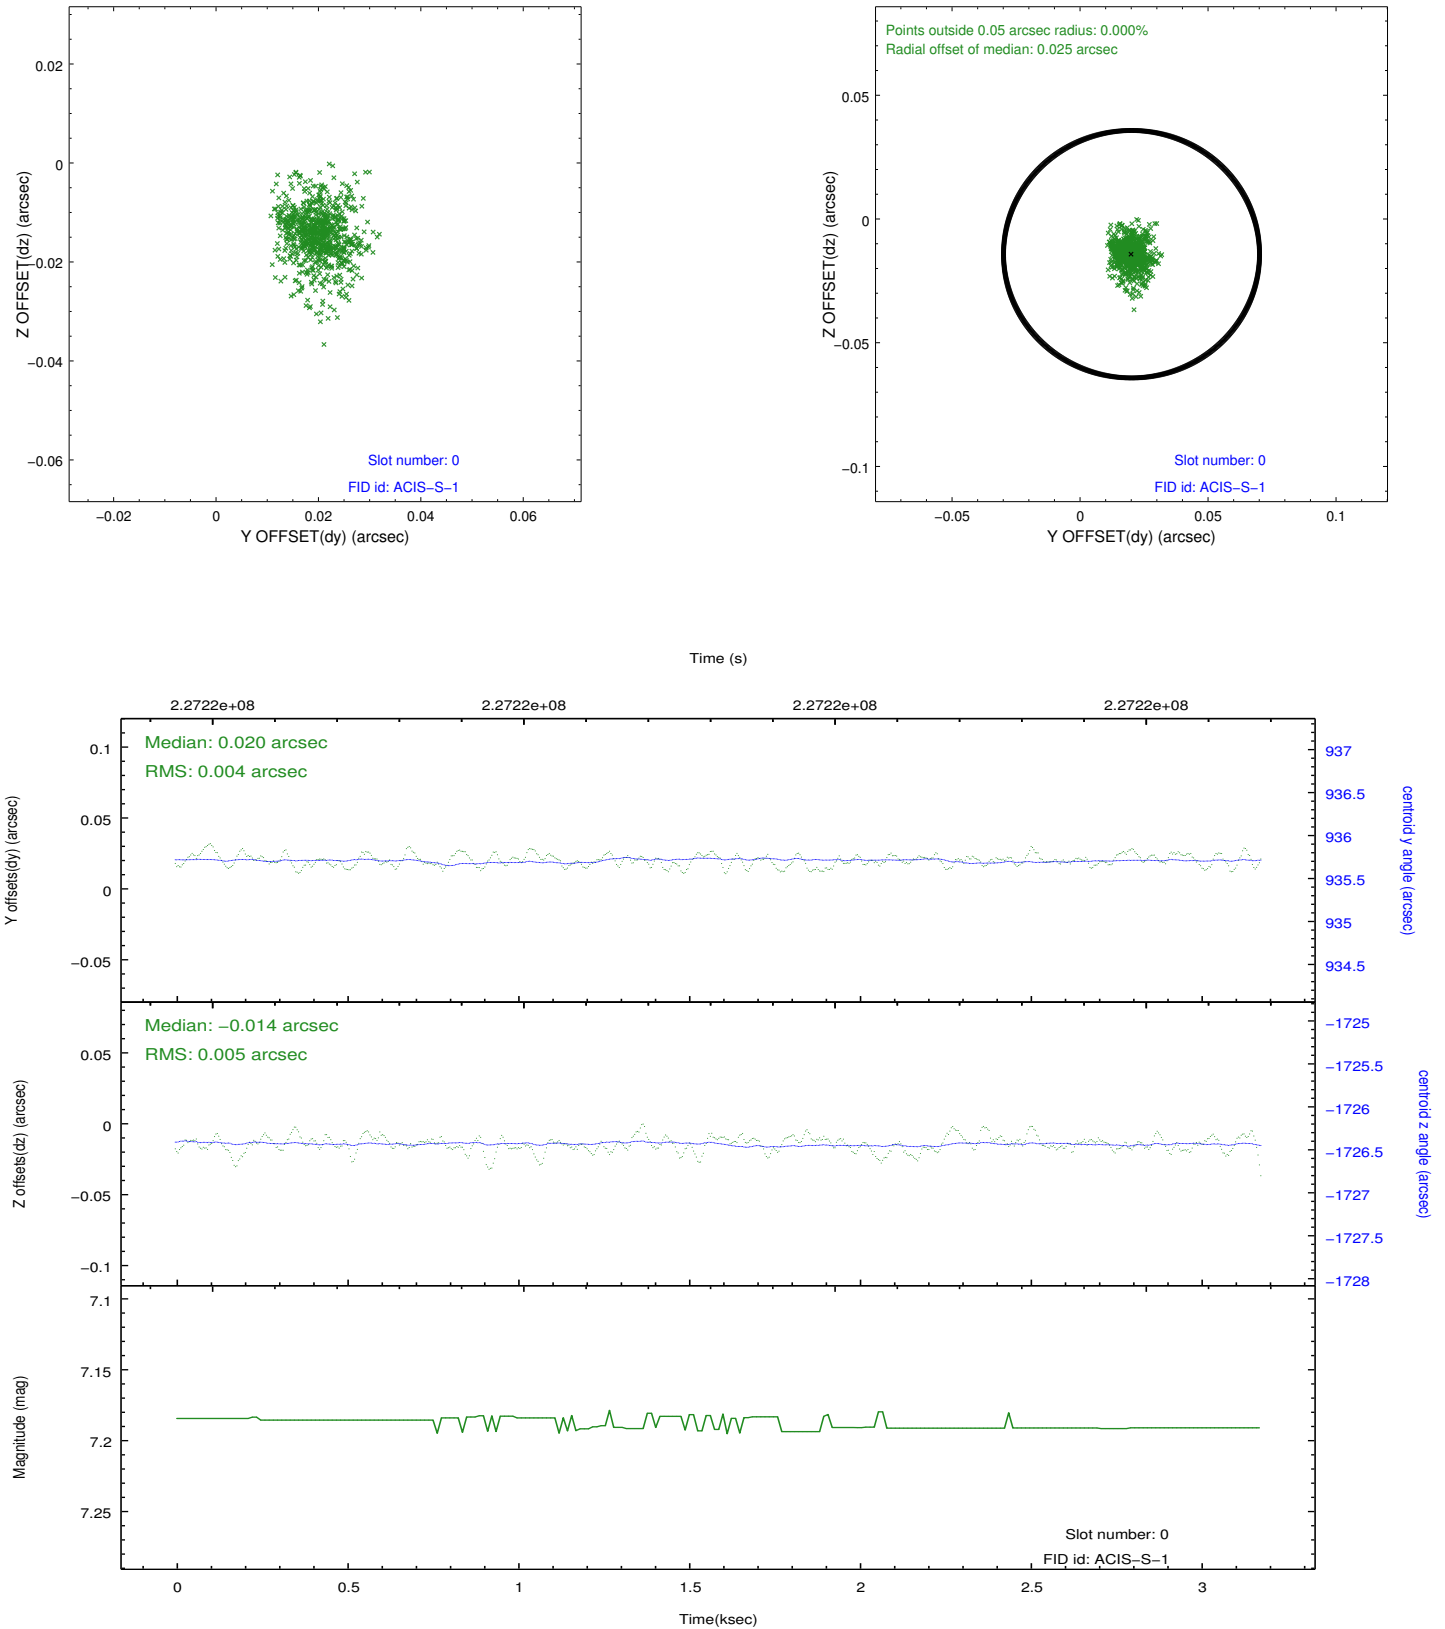 0.02
0
−0.02
−0.04
−0.06
Z OFFSET(dz) (arcsec)
Slot number: 0
FID id: ACIS−S−1
−0.02
0
0.02
0.04
0.06
Y OFFSET(dy) (arcsec)
Points outside 0.05 arcsec radius: 0.000%
Radial offset of median: 0.025 arcsec
0.05
0
−0.05
−0.1
Z OFFSET(dz) (arcsec)
Slot number: 0
FID id: ACIS−S−1
−0.05
0
0.05
0.1
Y OFFSET(dy) (arcsec)
Time (s)
2.2722e+08
2.2722e+08
2.2722e+08
2.2722e+08
Median: 0.020 arcsec
RMS: 0.004 arcsec
0.1
0.05
0
−0.05
Y offsets(dy) (arcsec)
937
936.5
936
935.5
935
934.5
centroid y angle (arcsec)
Median: −0.014 arcsec
RMS: 0.005 arcsec
0.05
0
−0.05
−0.1
Z offsets(dz) (arcsec)
−1725
−1725.5
−1726
−1726.5
−1727
−1727.5
−1728
centroid z angle (arcsec)
7.1
7.15
7.2
7.25
Magnitude (mag)
Slot number: 0
FID id: ACIS−S−1
0
0.5
1
1.5
2
2.5
3
Time(ksec)